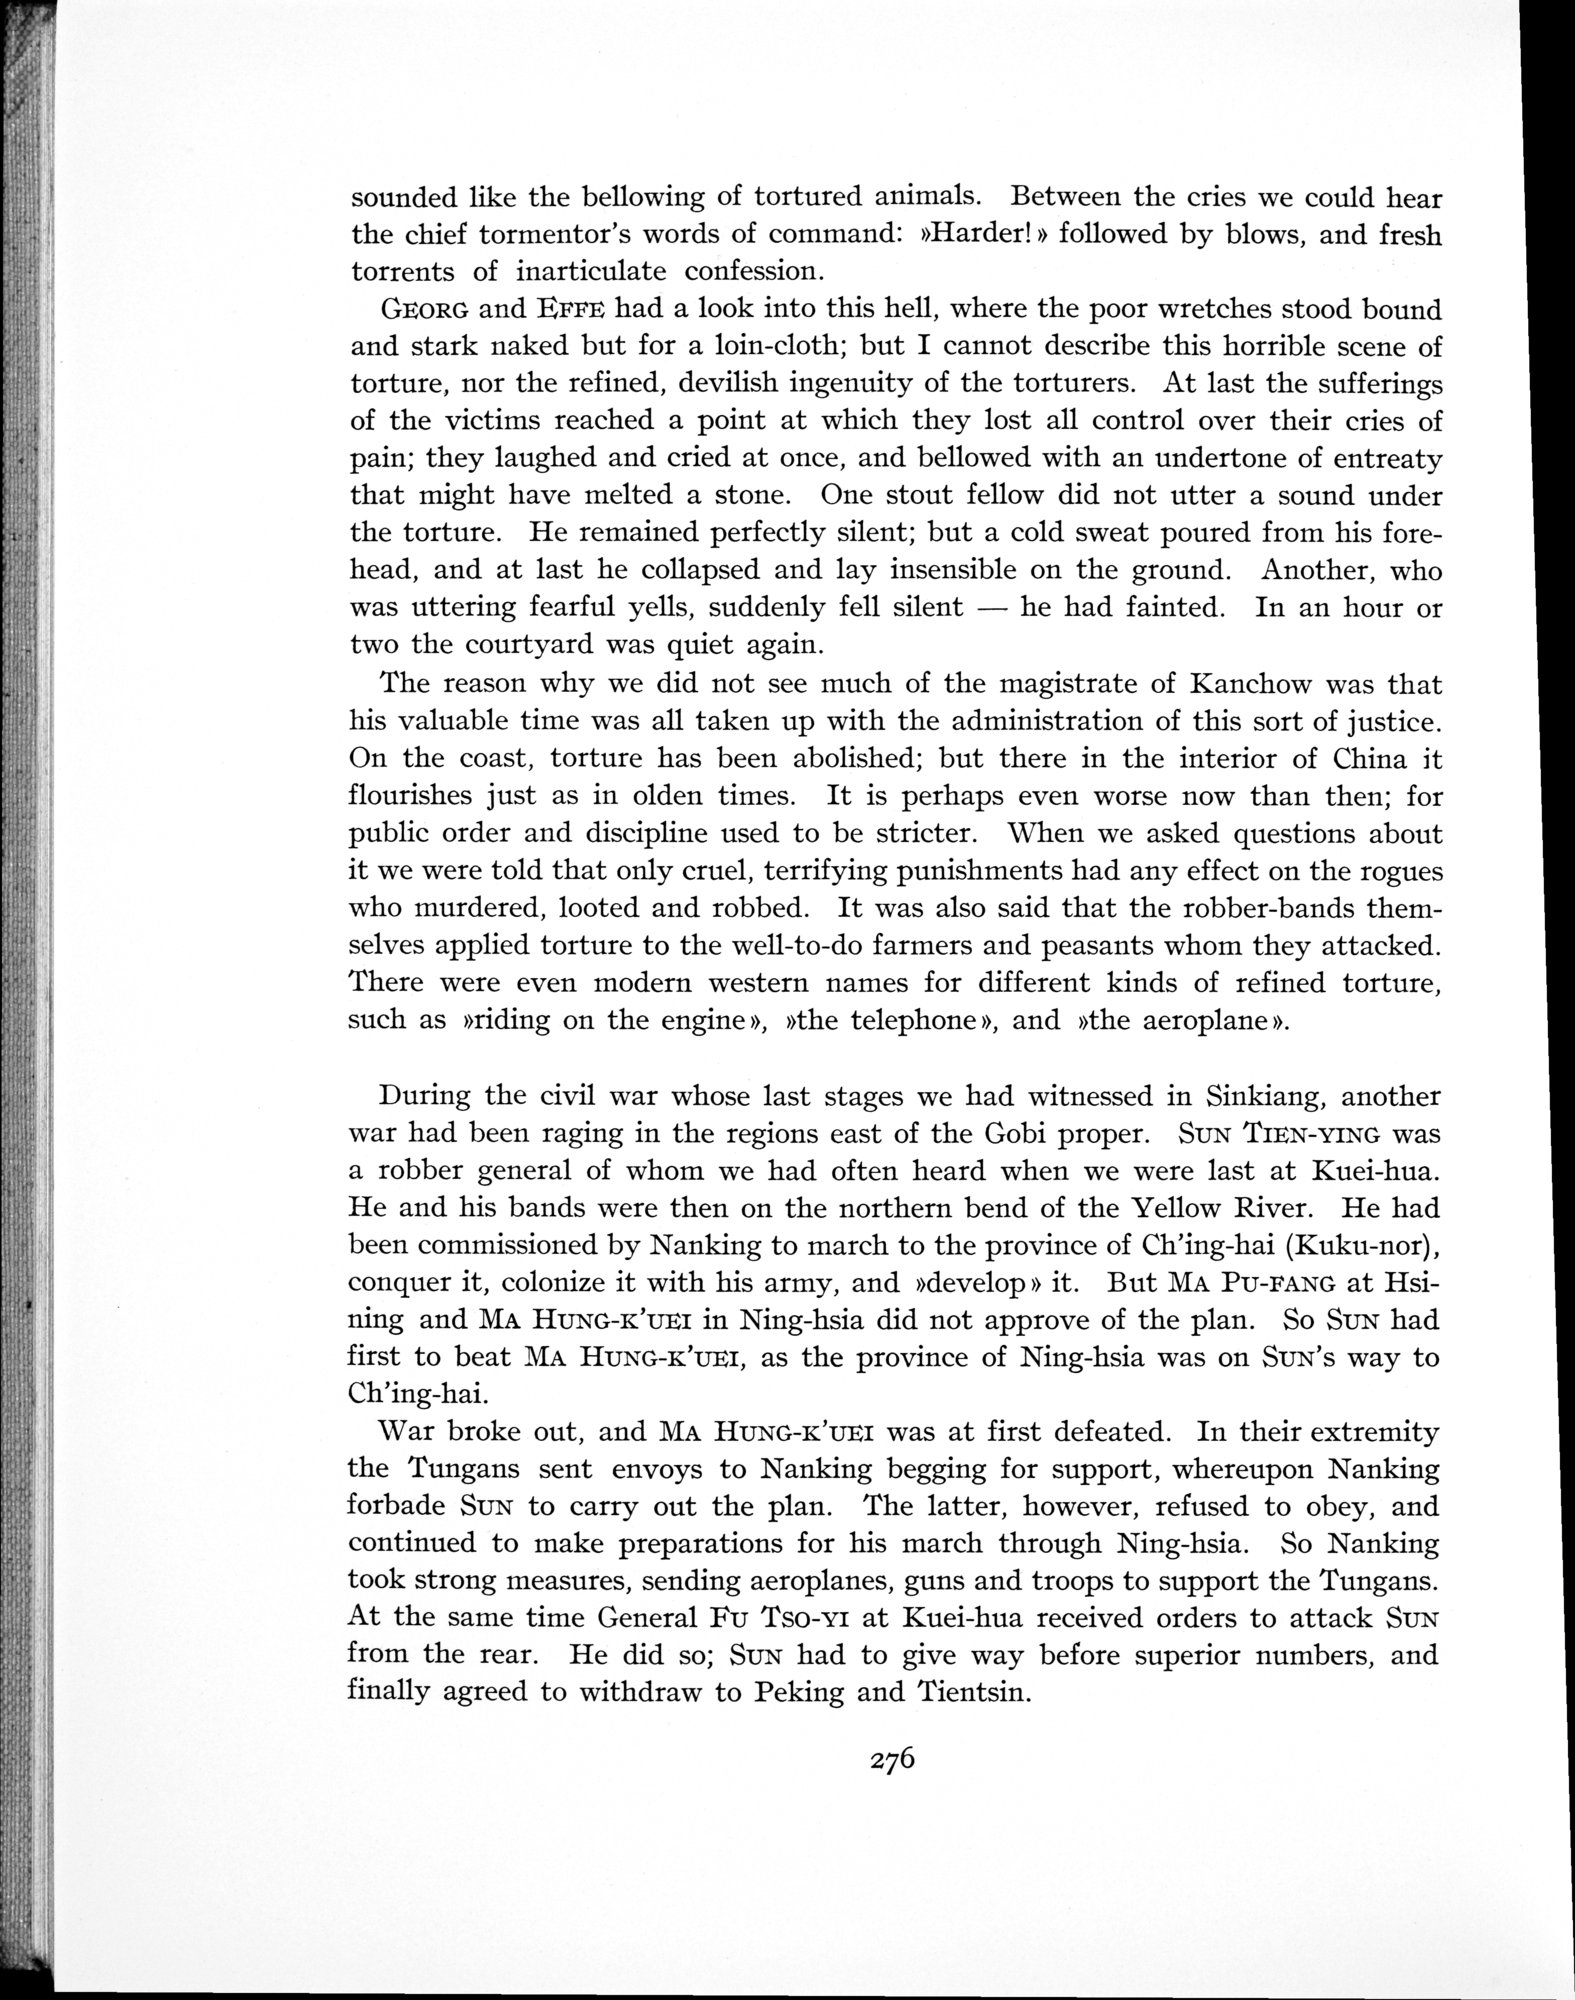 sounded like the bellowing of tortured animals. Between the cries we could hear
the chief tormentor's words of command: »Harder!» followed by blows, and fresh
torrents of inarticulate confession.
GEORG and EFFE had a look into this hell, where the poor wretches stood bound
and stark naked but for a loin-cloth; but I cannot describe this horrible scene of
torture, nor the refined, devilish ingenuity of the torturers. At last the sufferings
of the victims reached a point at which they lost all control over their cries of
pain; they laughed and cried at once, and bellowed with an undertone of entreaty
that might have melted a stone. One stout fellow did not utter a sound under
the torture. He remained perfectly silent; but a cold sweat poured from his fore-
head, and at last he collapsed and lay insensible on the ground. Another, who
was uttering fearful yells, suddenly fell silent — he had fainted. In an hour or
two the courtyard was quiet again.
The reason why we did not see much of the magistrate of Kanchow was that
his valuable time was all taken up with the administration of this sort of justice.
On the coast, torture has been abolished; but there in the interior of China it
flourishes just as in olden times. It is perhaps even worse now than then; for
public order and discipline used to be stricter. When we asked questions about
it we were told that only cruel, terrifying punishments had any effect on the rogues
who murdered, looted and robbed. It was also said that the robber-bands them-
selves applied torture to the well-to-do farmers and peasants whom they attacked.
There were even modern western names for different kinds of refined torture,
such as »riding on the engine», »the telephone», and »the aeroplane».
During the civil war whose last stages we had witnessed in Sinkiang, another
war had been raging in the regions east of the Gobi proper. SUN TIEN-YING was
a robber general of whom we had often heard when we were last at Kuei-hua.
He and his bands were then on the northern bend of the Yellow River. He had
been commissioned by Nanking to march to the province of Ch'ing-hai (Kuku-nor),
conquer it, colonize it with his army, and »develop» it. But MA PU-FANG at Hsi-
ning and MA HUNG-K'UEI in Ning-hsia did not approve of the plan. So SUN had
first to beat MA HUNG-K'UEI, as the province of Ning-hsia was on SUN's way to
Ch'ing-hai.
War broke out, and MA HUNG-K'UEI was at first defeated. In their extremity
the Tungans sent envoys to Nanking begging for support, whereupon Nanking
forbade SUN to carry out the plan. The latter, however, refused to obey, and
continued to make preparations for his march through Ning-hsia. So Nanking
took strong measures, sending aeroplanes, guns and troops to support the Tungans.
At the same time General FU TSO-YI at Kuei-hua received orders to attack SUN
from the rear. He did so; SUN had to give way before superior numbers, and
finally agreed to withdraw to Peking and Tientsin.
276